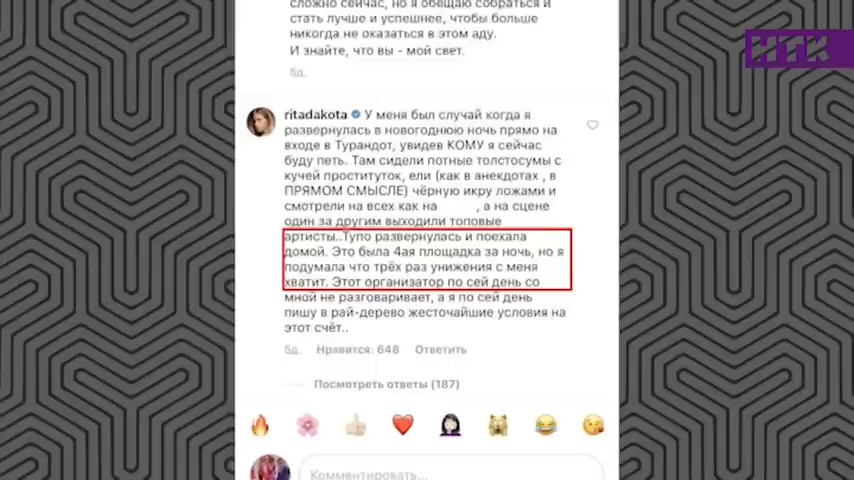 сложно сейчас, но я обещаю собраться и
стать лучше и успешнее, чтобы больше
никогда не оказаться в этом аду.
И знайте, что вы - мой свет.
6д.
НТК
ritadakota У меня был случай когда я
развернулась в новогоднюю ночь прямо на
входе в Турандот, увидев КОМУ я сейчас
буду петь. Там сидели потные толстосумы с
кучей проституток, ели (как в анекдотах , в
ПРЯМОМ СМЫСЛЕ) чёрную икру ложами и
смотрели на всех как на , а на сцене
один за другим выходили топовые
артисты..Тупо развернулась и поехала
домой. Это была 4ая площадка за ночь, но я
подумала что трёх раз унижения с меня
хватит. Этот организатор по сей день со
мной не разговаривает, а я по сей день
пишу в рай-дерево жесточайшие условия на
этот счёт..
6д. Нравится: 648 Ответить
Посмотреть ответы (187)
Комментировать...